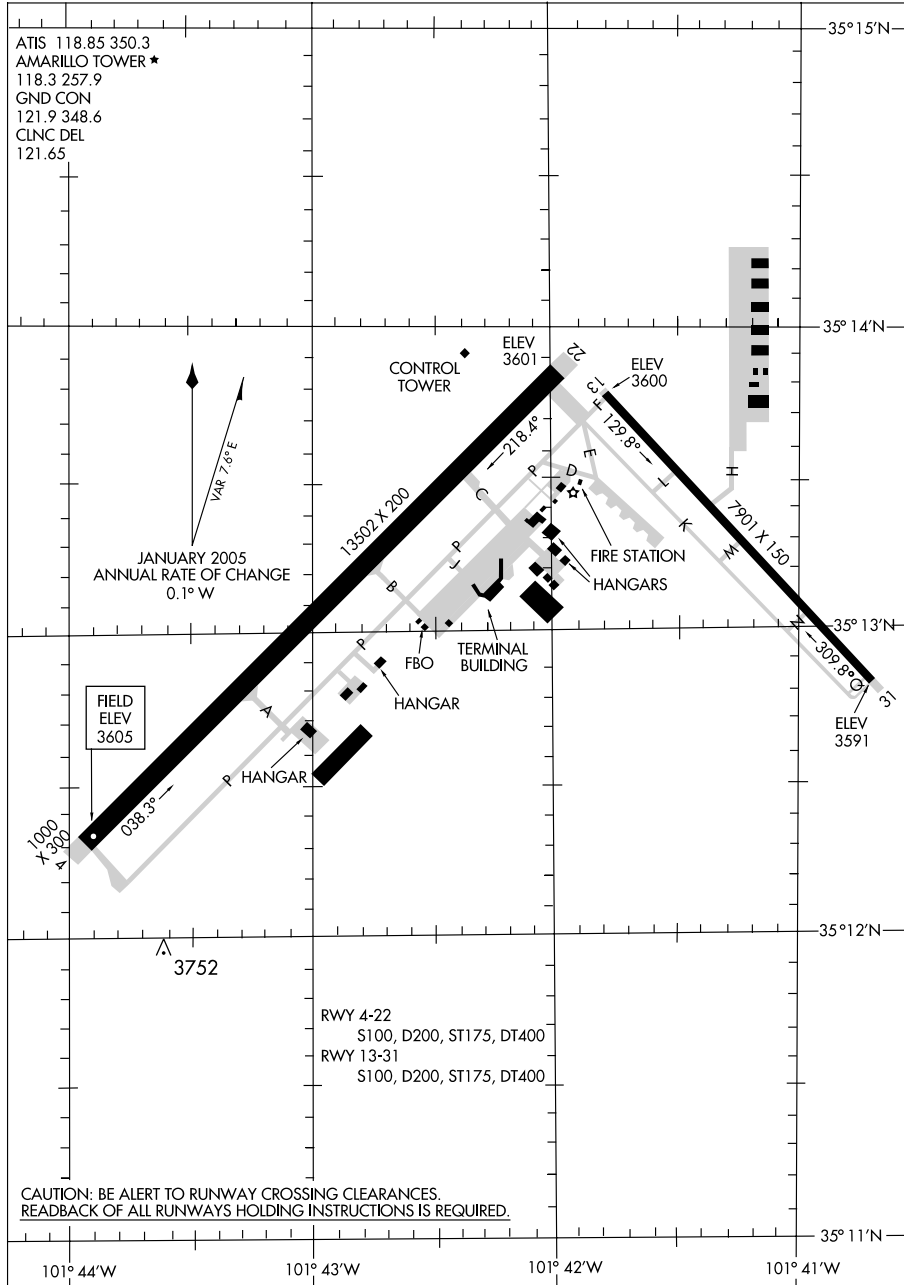 ATIS 118.85 350.3
AMARILLO TOWER ★
118.3 257.9
GND CON
121.9 348.6
CLNC DEL
121.65
35°15'N
35°14'N
ELEV
3601
22
CONTROL
TOWER
ELEV
3600
13
F
129.8°
218.4°
VAR 7.6° E
JANUARY 2005
ANNUAL RATE OF CHANGE
0.1° W
13502 X 200
P
D
E
C
L
H
K
7901 X 150
M
FIRE STATION
HANGARS
P
J
B
N
35°13'N
309.8°
G
31
ELEV
3591
FBO
TERMINAL
BUILDING
P
HANGAR
A
FIELD
ELEV
3605
HANGAR
P
038.3°
1000
X 300
4
35°12'N
3752
RWY 4-22
S100, D200, ST175, DT400
RWY 13-31
S100, D200, ST175, DT400
CAUTION: BE ALERT TO RUNWAY CROSSING CLEARANCES.
READBACK OF ALL RUNWAYS HOLDING INSTRUCTIONS IS REQUIRED.
35°11'N
101°44'W
101°43'W
101°42'W
101°41'W